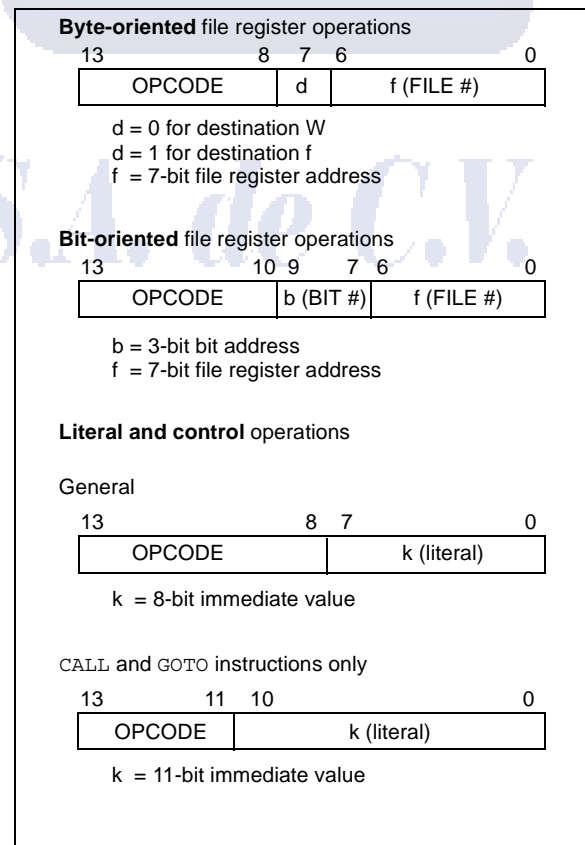 Byte-oriented file register operations
13 8 7 6 0
OPCODE d f (FILE #)
d = 0 for destination W
d = 1 for destination f
f = 7-bit file register address
S.A. de C.V.
Bit-oriented file register operations
13 10 9 7 6 0
OPCODE b (BIT #) f (FILE #)
b = 3-bit bit address
f = 7-bit file register address
Literal and control operations
General
13 8 7 0
OPCODE k (literal)
k = 8-bit immediate value
CALL and GOTO instructions only
13 11 10 0
OPCODE k (literal)
k = 11-bit immediate value